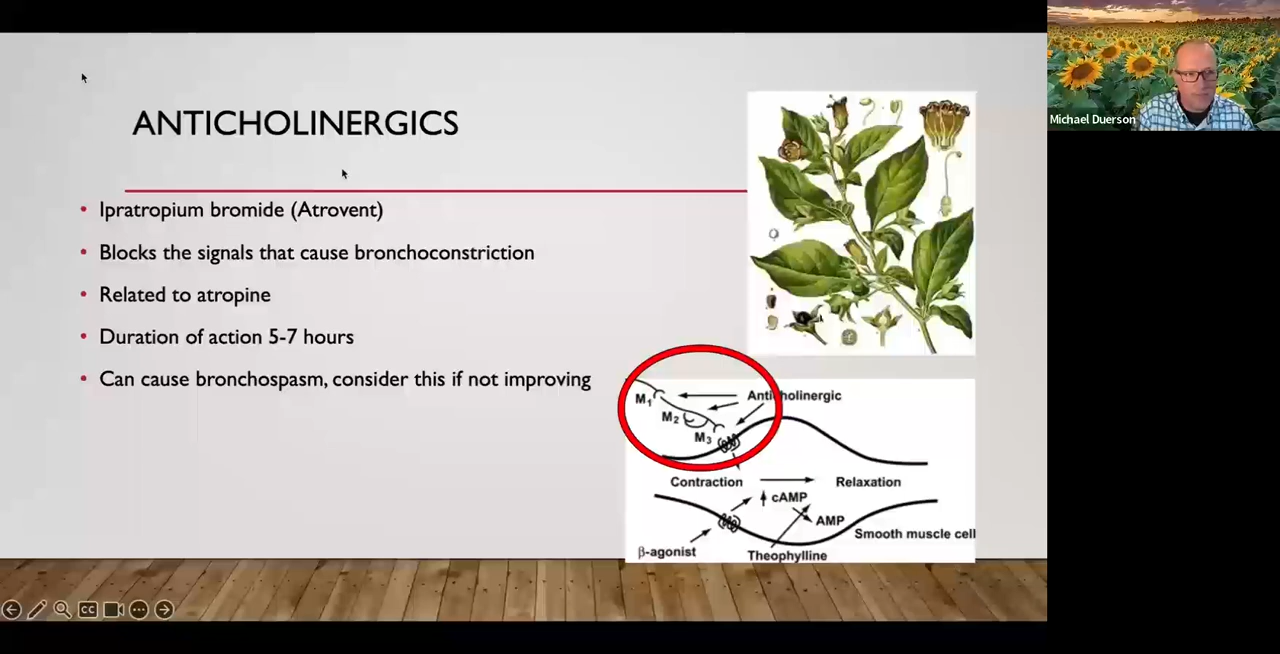 ANTICHOLINERGICS
• Ipratropium bromide (Atrovent)
• Blocks the signals that cause bronchoconstriction
• Related to atropine
• Duration of action 5-7 hours
• Can cause bronchospasm, consider this if not improving
M₁
Anticholinergic
M₂
M₃
Contraction
Relaxation
cAMP
AMP
Smooth muscle cell
β-agonist
Theophylline
CC
Michael Duerson